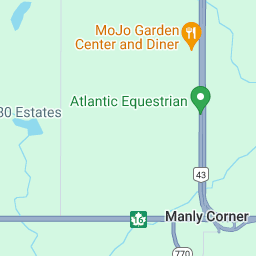 MoJo Garden
Center and Diner
Atlantic Equestrian
30 Estates
43
16
Manly Corner
770